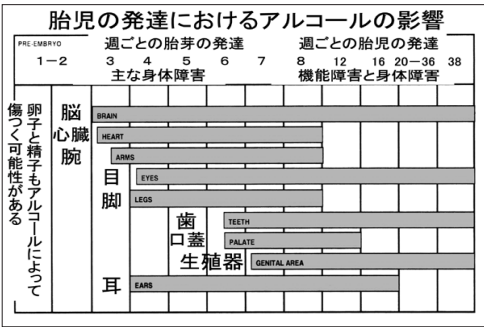 胎児の発達におけるアルコールの影響
PRE-EMBRYO 週ごとの胎芽の発達 週ごとの胎児の発達
1－2 3 4 5 6 7 8 12 16 20－36 38
主な身体障害 機能障害と身体障害
卵子と精子もアルコールによって
傷つく可能性がある
脳 BRAIN
心臓 HEART
腕 ARMS
目 EYES
脚 LEGS
歯 TEETH
口蓋 PALATE
生殖器 GENITAL AREA
耳 EARS